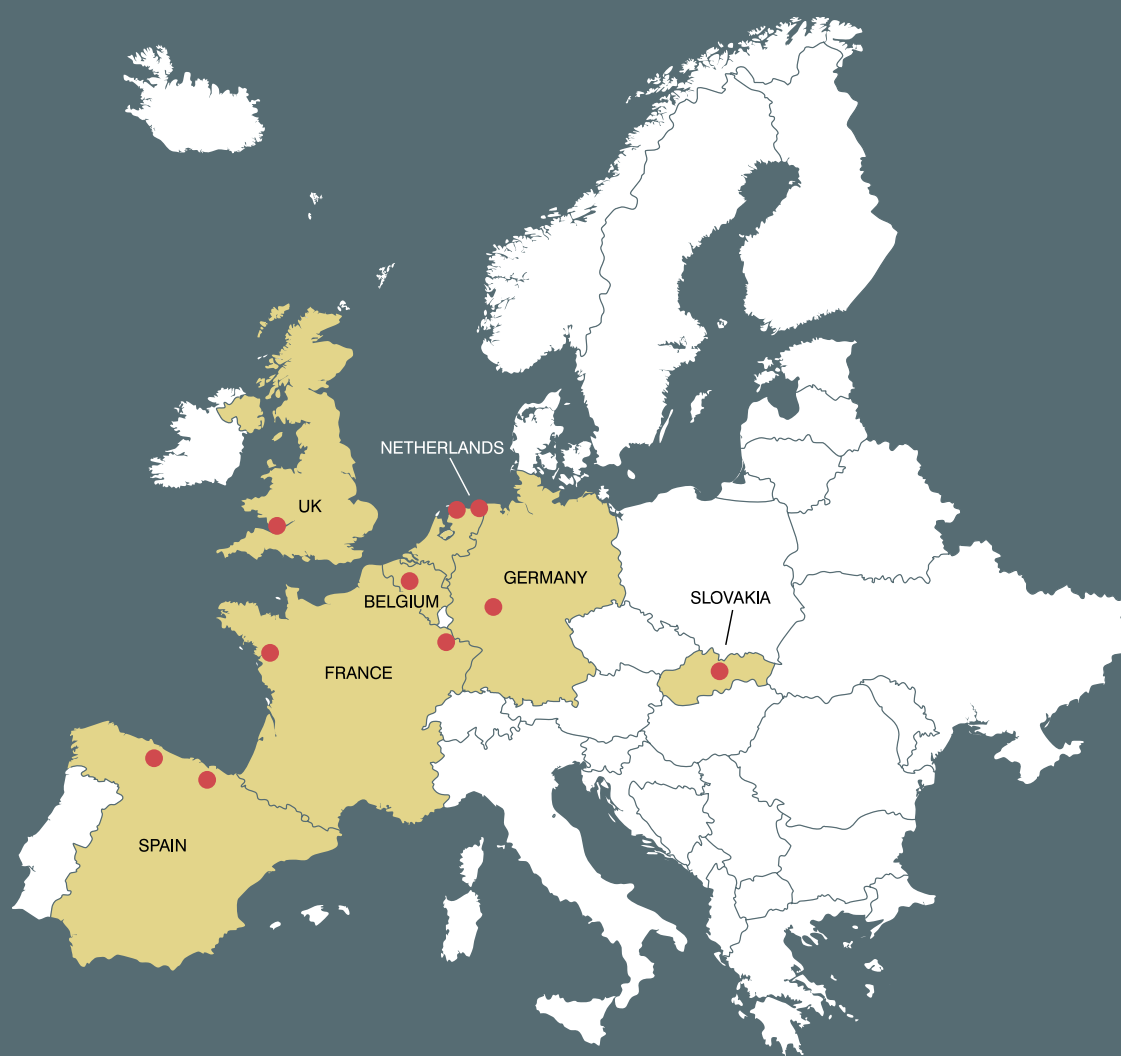 NETHERLANDS
UK
GERMANY
BELGIUM
SLOVAKIA
FRANCE
SPAIN